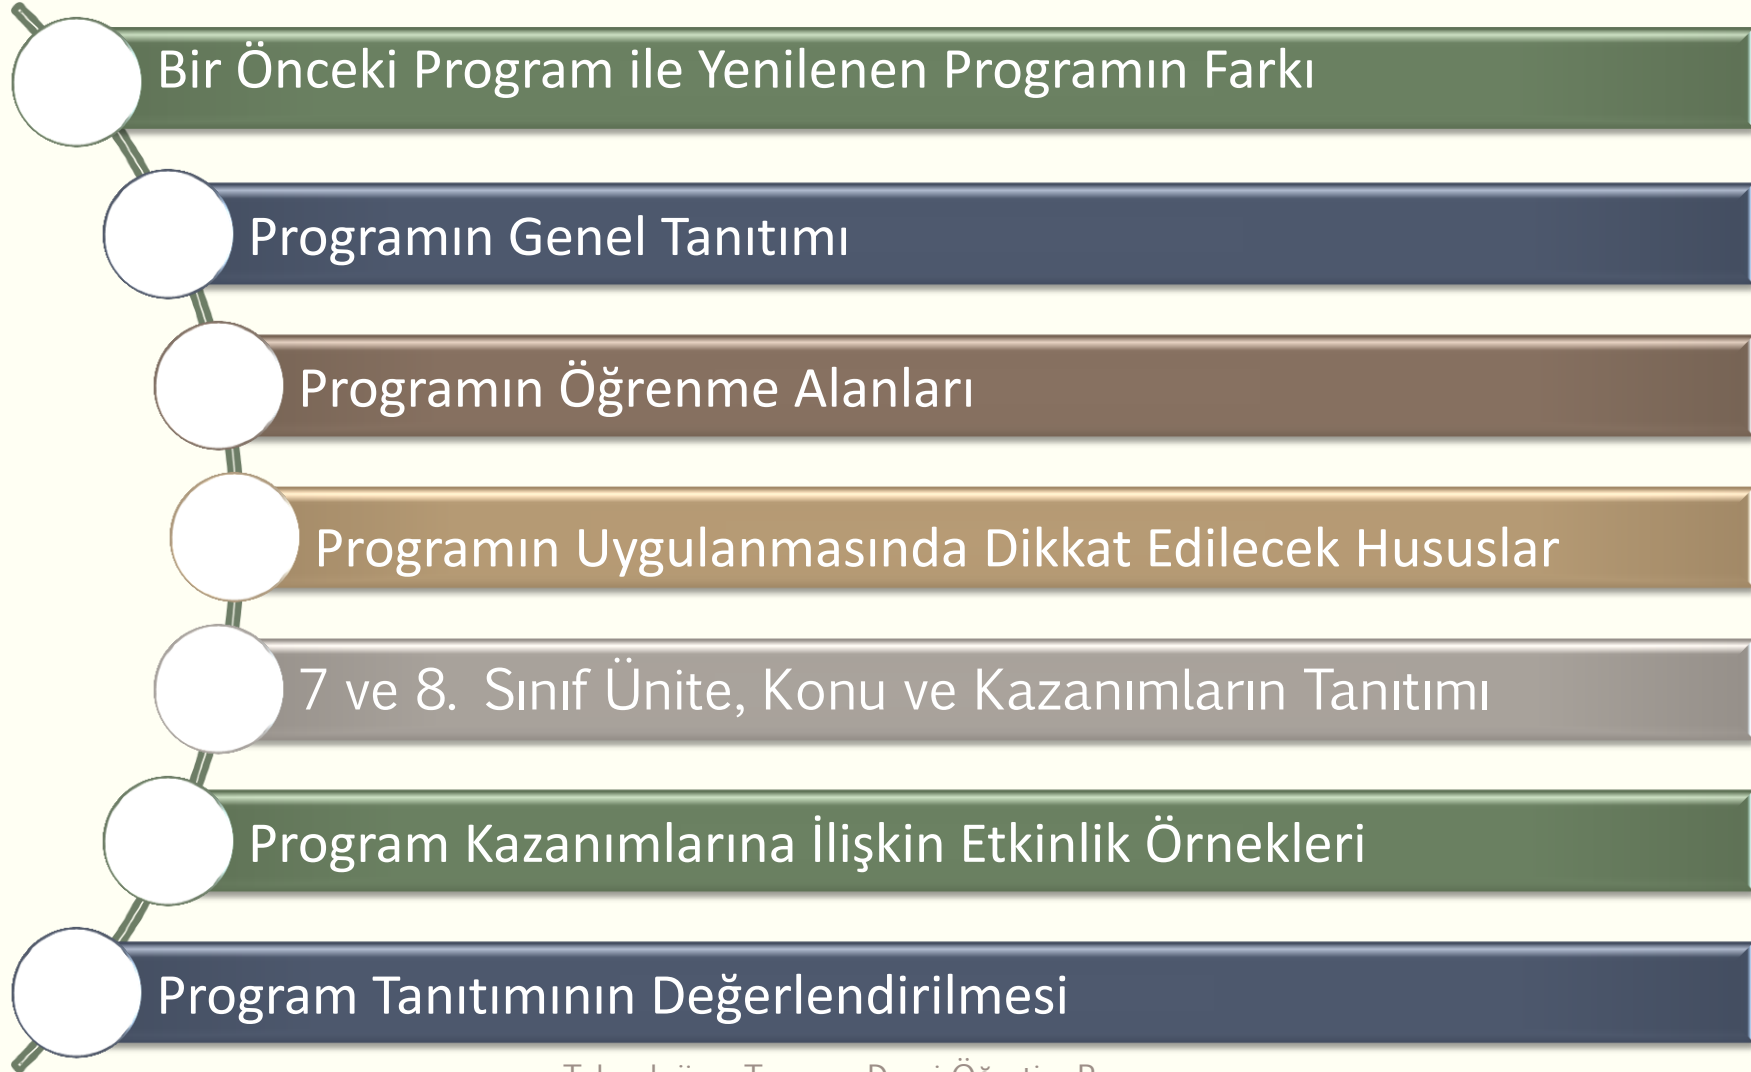 Bir Önceki Program ile Yenilenen Programın Farkı
Programın Genel Tanıtımı
Programın Öğrenme Alanları
Programın Uygulanmasında Dikkat Edilecek Hususlar
7 ve 8. Sınıf Ünite, Konu ve Kazanımların Tanıtımı
Program Kazanımlarına İlişkin Etkinlik Örnekleri
Program Tanıtımının Değerlendirilmesi